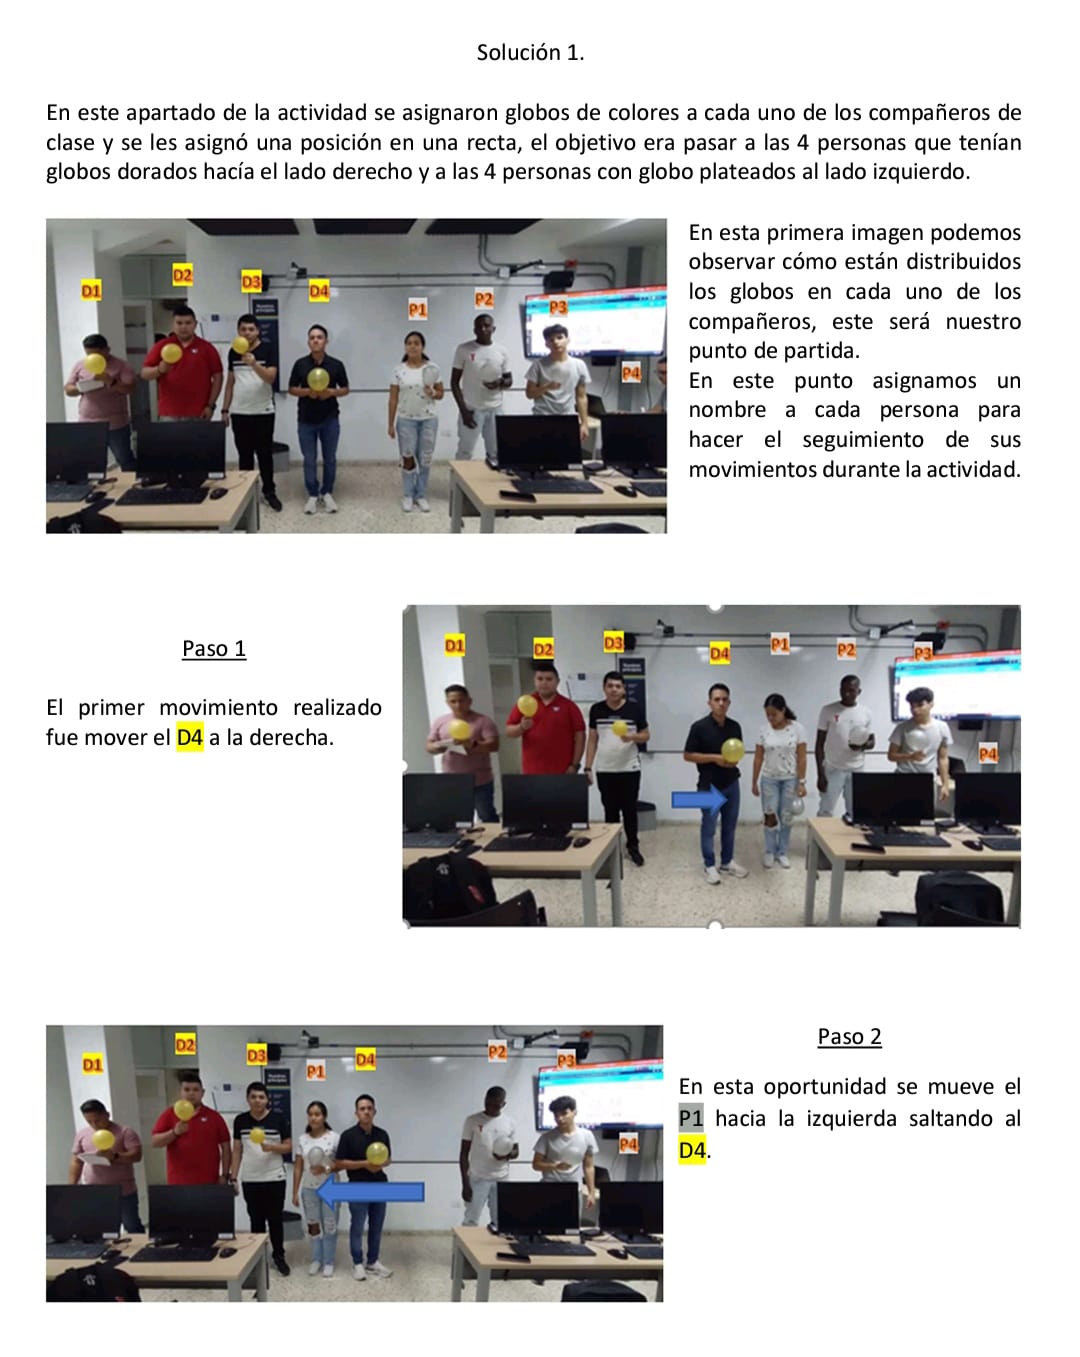 Solución 1.
En este apartado de la actividad se asignaron globos de colores a cada uno de los compañeros de
clase y se les asignó una posición en una recta, el objetivo era pasar a las 4 personas que tenían
globos dorados hacía el lado derecho y a las 4 personas con globo plateados al lado izquierdo.
D1
D2
D3
D4
P1
P2
P3
P4
En esta primera imagen podemos
observar cómo están distribuidos
los globos en cada uno de los
compañeros, este será nuestro
punto de partida.
En este punto asignamos un
nombre a cada persona para
hacer el seguimiento de sus
movimientos durante la actividad.
Paso 1
El primer movimiento realizado
fue mover el D4 a la derecha.
D1
D2
D3
D4
P1
P2
P3
P4
D1
D2
D3
P1
D4
P2
P3
P4
Paso 2
En esta oportunidad se mueve el
P1 hacia la izquierda saltando al
D4.